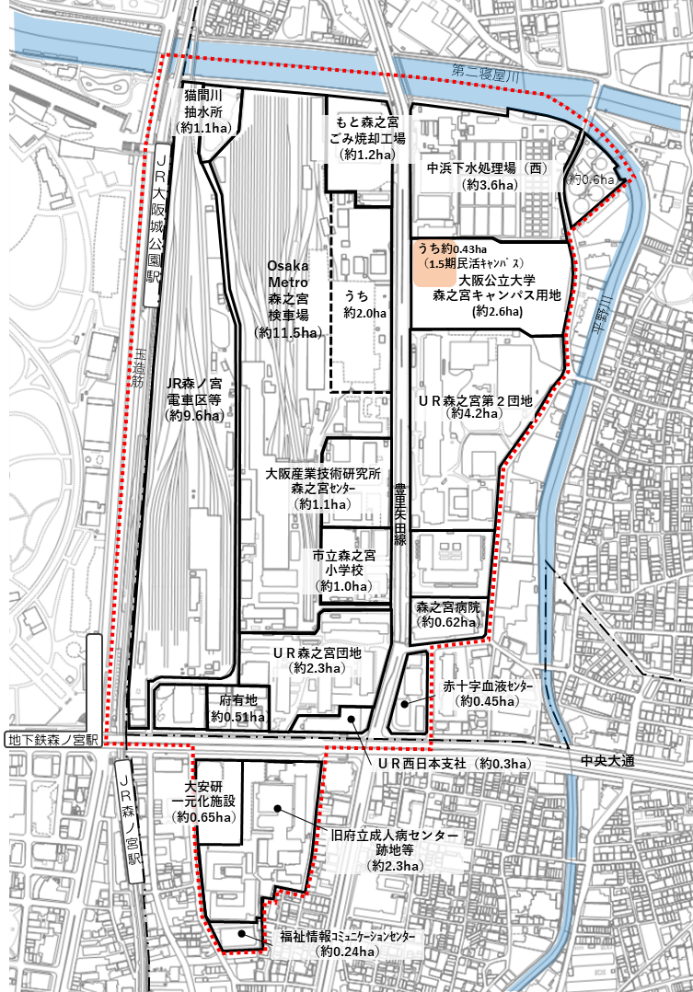 第二寝屋川
猫間川
抽水所
(約1.1ha)
もと森之宮
ごみ焼却工場
(約1.2ha)
中浜下水処理場（西）
(約3.6ha)
約0.6ha
JR大阪城公園駅
うち約0.43ha
（1.5期民活ｷｬﾝﾊﾟｽ）
大阪公立大学
森之宮キャンパス用地
(約2.6ha)
Osaka
Metro
森之宮
検車場
(約11.5ha)
うち
約2.0ha
平野川
玉造筋
JR森ノ宮
電車区等
(約9.6ha)
ＵＲ森之宮第２団地
(約4.2ha)
大阪産業技術研究所
森之宮ｾﾝﾀｰ
(約1.1ha)
豊里矢田線
市立森之宮
小学校
(約1.0ha)
森之宮病院
(約0.62ha)
ＵＲ森之宮団地
(約2.3ha)
府有地
約0.51ha
赤十字血液ｾﾝﾀｰ
(約0.45ha)
地下鉄森ノ宮駅
ＵＲ西日本支社（約0.3ha）
中央大通
JR森ノ宮駅
大安研
一元化施設
(約0.65ha)
旧府立成人病センター
跡地等
(約2.3ha)
福祉情報ｺﾐｭﾆｹｰｼｮﾝｾﾝﾀｰ
(約0.24ha)